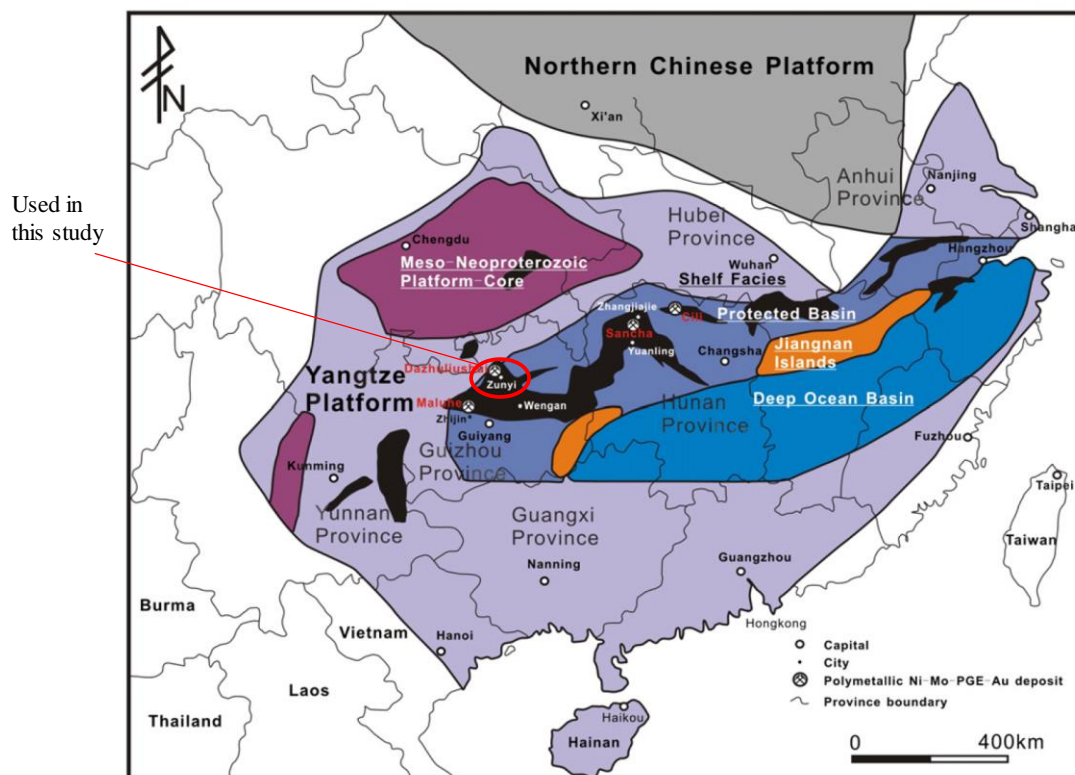 Northern Chinese Platform
N
Xi'an
Anhui
Province
Nanjing
Shanghai
Used in
this study
Hubei
Province
Hangzhou
Chengdu
Wuhan
Meso-Neoproterozoic
Platform-Core
Shelf Facies
Zhangjiajie
Cili
Protected Basin
Sancha
Yuanling
Changsha
Jiangnan
Islands
Dazhuliushai
Zunyi
Yangtze
Platform
Maluhe
Wengan
Deep Ocean Basin
Zhijin
Hunan
Province
Guiyang
Guizhou
Province
Fuzhou
Kunming
Taipei
Yunnan
Province
Guangxi
Province
Taiwan
Nanning
Guangzhou
Burma
Vietnam
Hanoi
Hongkong
Capital
City
Polymetallic Ni-Mo-PGE-Au deposit
Province boundary
Laos
Thailand
Haikou
Hainan
0 400km